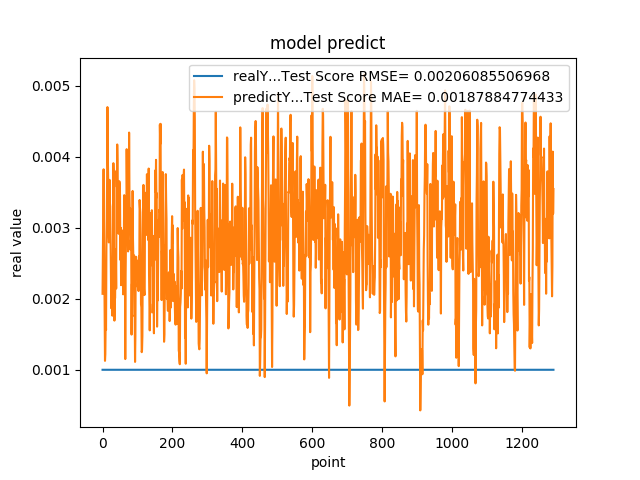 model predict
realY...Test Score RMSE= 0.00206085506968
predictY...Test Score MAE= 0.00187884774433
0.005
0.004
0.003
0.002
0.001
real value
0 200 400 600 800 1000 1200
point